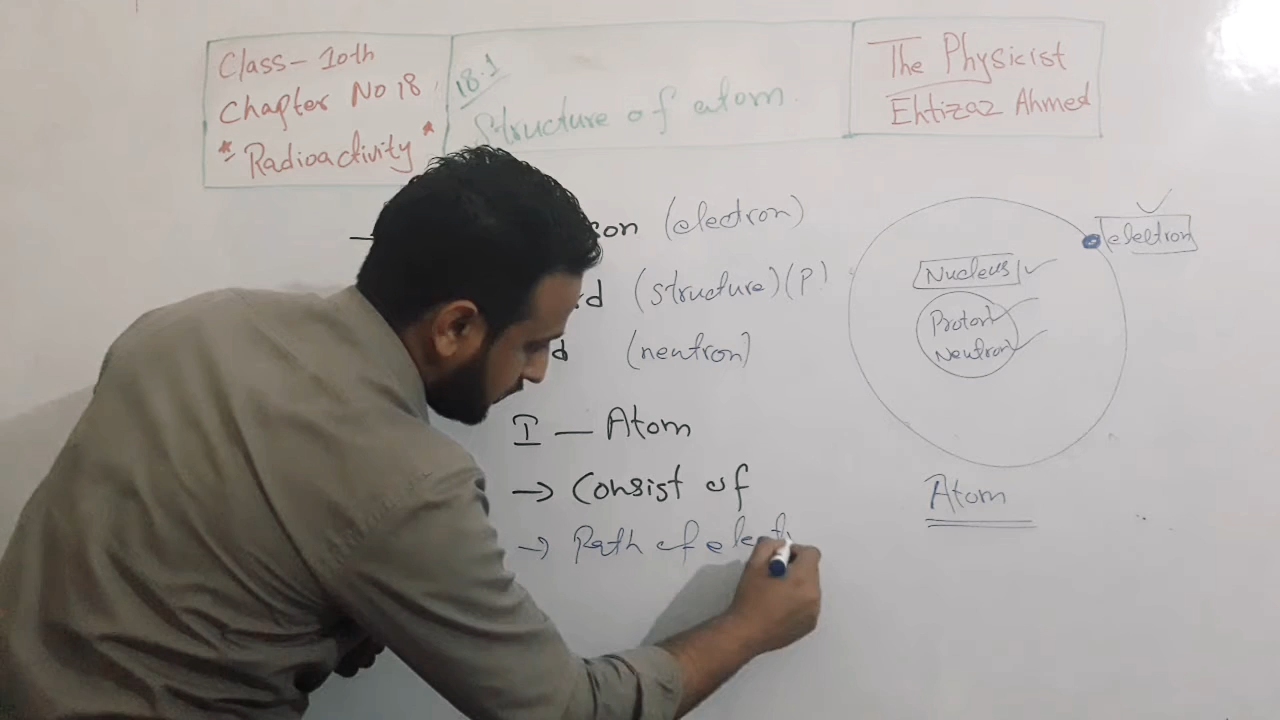 Class - 10th
Chapter No 18
* Radioactivity *
18.1
Structure of atom
The Physicist
Ehtizaz Ahmed
(electron)
(structure) (P)
(neutron)
I — Atom
→ Consist of
→ Path of elect
electron
Nucleus
Proton
Neutron
Atom